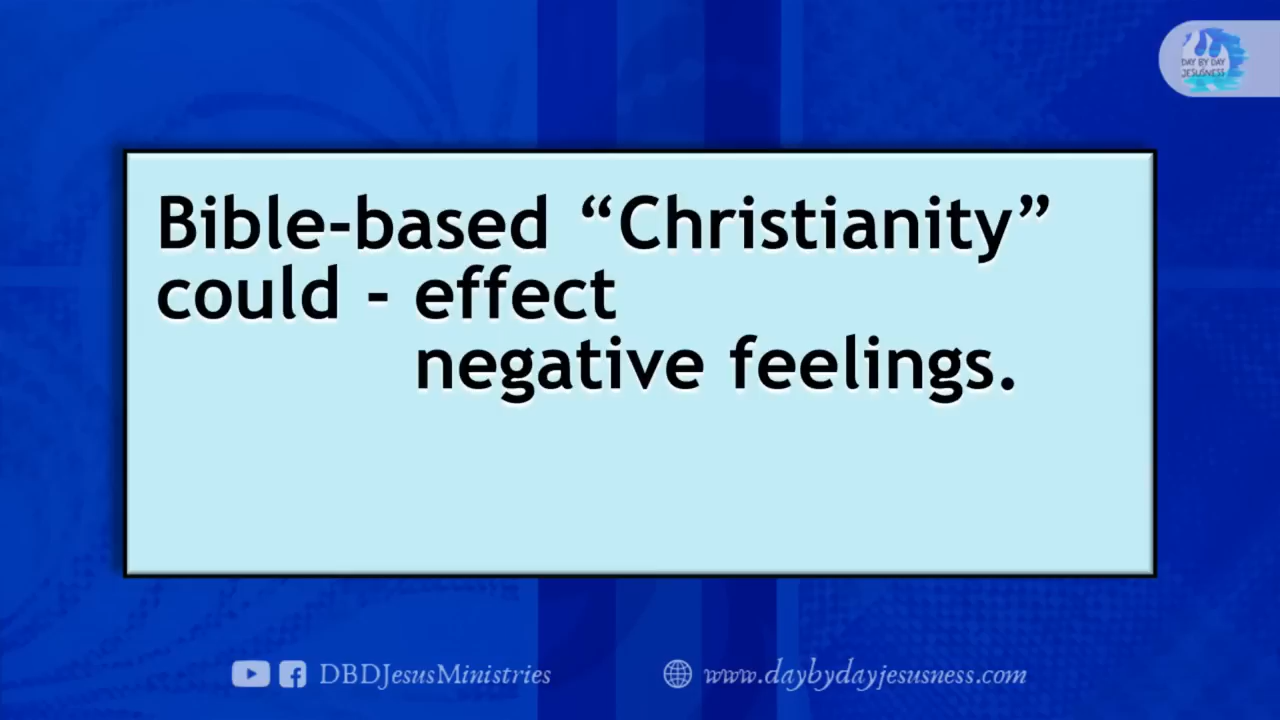 DAY BY DAY
JESUSNESS
Bible-based “Christianity”
could - effect
negative feelings.
DBDJesusMinistries
www.daybydayjesusness.com